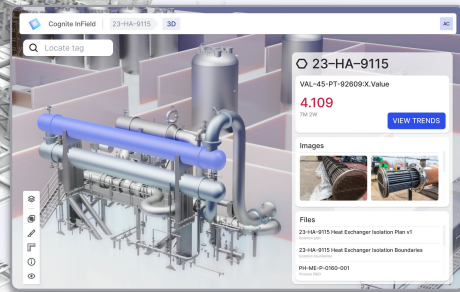 Cognite InField
23-HA-9115
3D
AC
Locate tag
23-HA-9115
VAL-45-PT-92609:X.Value
4.109
7M 2W
VIEW TRENDS
Images
Files
23-HA-9115 Heat Exchanger Isolation Plan v1
23-HA-9115 Heat Exchanger Isolation Boundaries
PH-ME-P-0160-001